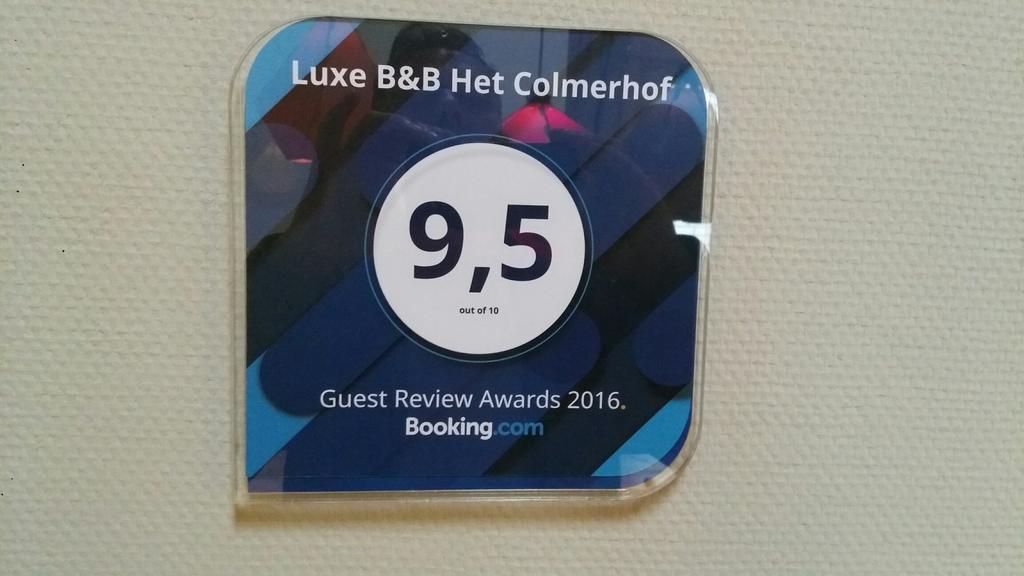 Luxe B&B Het Colmerhof
9,5
out of 10
Guest Review Awards 2016.
Booking.com